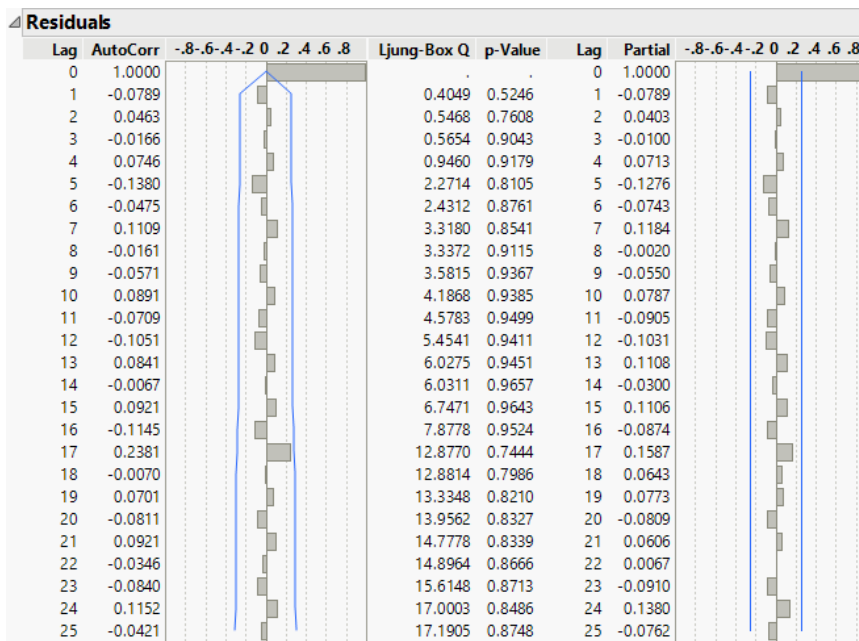 Residuals
Lag AutoCorr -.8-.6-.4-.2 0 .2 .4 .6 .8 Ljung-Box Q p-Value Lag Partial -.8-.6-.4-.2 0 .2 .4 .6 .8
0 1.0000 . . 0 1.0000
1 -0.0789 0.4049 0.5246 1 -0.0789
2 0.0463 0.5468 0.7608 2 0.0403
3 -0.0166 0.5654 0.9043 3 -0.0100
4 0.0746 0.9460 0.9179 4 0.0713
5 -0.1380 2.2714 0.8105 5 -0.1276
6 -0.0475 2.4312 0.8761 6 -0.0743
7 0.1109 3.3180 0.8541 7 0.1184
8 -0.0161 3.3372 0.9115 8 -0.0020
9 -0.0571 3.5815 0.9367 9 -0.0550
10 0.0891 4.1868 0.9385 10 0.0787
11 -0.0709 4.5783 0.9499 11 -0.0905
12 -0.1051 5.4541 0.9411 12 -0.1031
13 0.0841 6.0275 0.9451 13 0.1108
14 -0.0067 6.0311 0.9657 14 -0.0300
15 0.0921 6.7471 0.9643 15 0.1106
16 -0.1145 7.8778 0.9524 16 -0.0874
17 0.2381 12.8770 0.7444 17 0.1587
18 -0.0070 12.8814 0.7986 18 0.0643
19 0.0701 13.3348 0.8210 19 0.0773
20 -0.0811 13.9562 0.8327 20 -0.0809
21 0.0921 14.7778 0.8339 21 0.0606
22 -0.0346 14.8964 0.8666 22 0.0067
23 -0.0840 15.6148 0.8713 23 -0.0910
24 0.1152 17.0003 0.8486 24 0.1380
25 -0.0421 17.1905 0.8748 25 -0.0762